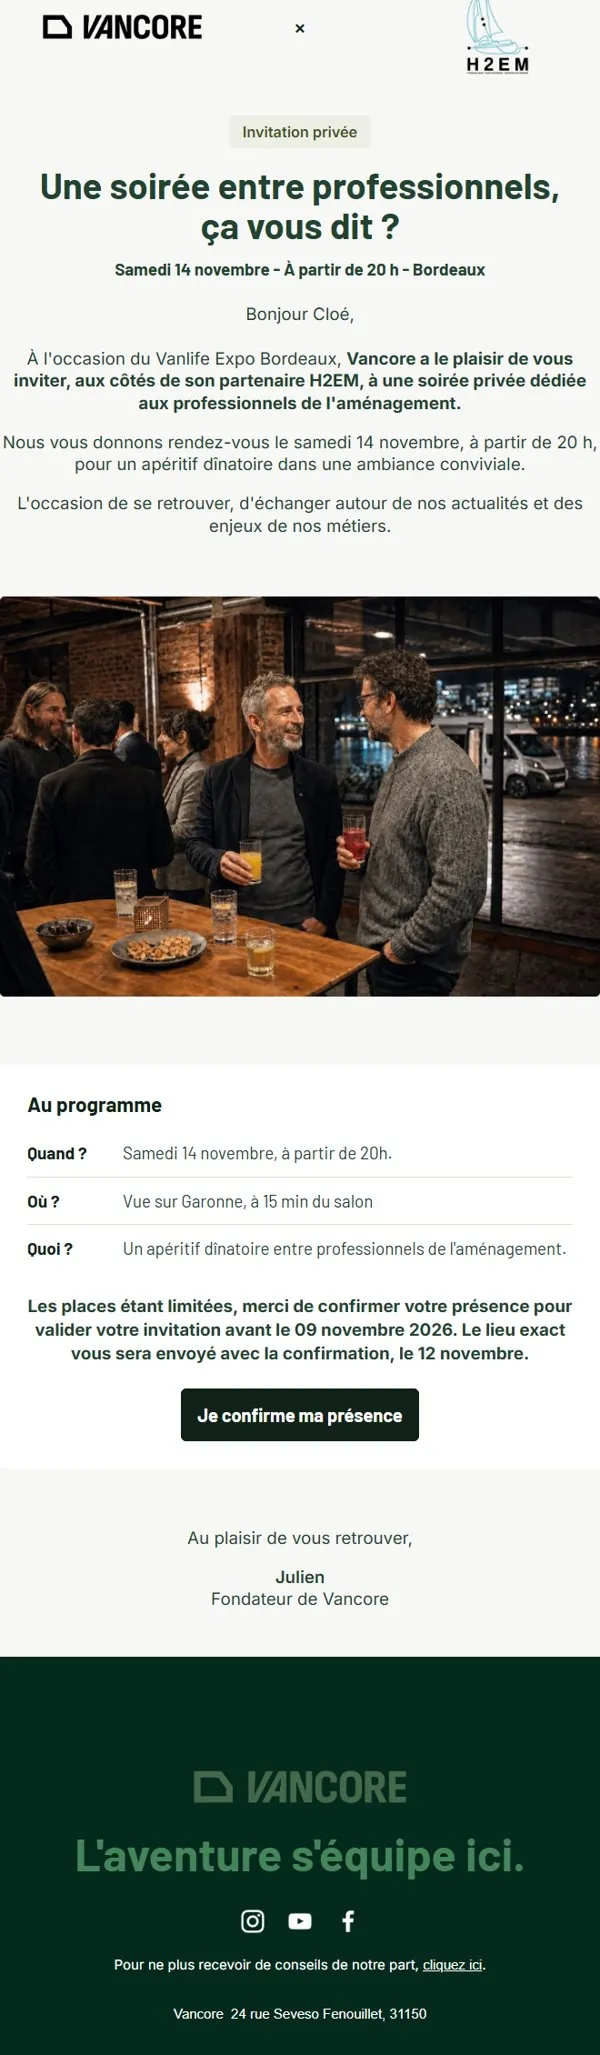 VANCORE × H2EM
Invitation privée
Une soirée entre professionnels,
ça vous dit ?
Samedi 14 novembre - À partir de 20 h - Bordeaux
Bonjour Cloé,
À l'occasion du Vanlife Expo Bordeaux, Vancore a le plaisir de vous
inviter, aux côtés de son partenaire H2EM, à une soirée privée dédiée
aux professionnels de l'aménagement.
Nous vous donnons rendez-vous le samedi 14 novembre, à partir de 20 h,
pour un apéritif dînatoire dans une ambiance conviviale.
L'occasion de se retrouver, d'échanger autour de nos actualités et des
enjeux de nos métiers.
Au programme
Quand ? Samedi 14 novembre, à partir de 20h.
Où ? Vue sur Garonne, à 15 min du salon
Quoi ? Un apéritif dînatoire entre professionnels de l'aménagement.
Les places étant limitées, merci de confirmer votre présence pour
valider votre invitation avant le 09 novembre 2026. Le lieu exact
vous sera envoyé avec la confirmation, le 12 novembre.
Je confirme ma présence
Au plaisir de vous retrouver,
Julien
Fondateur de Vancore
VANCORE
L'aventure s'équipe ici.
Pour ne plus recevoir de conseils de notre part, cliquez ici.
Vancore 24 rue Seveso Fenouillet, 31150